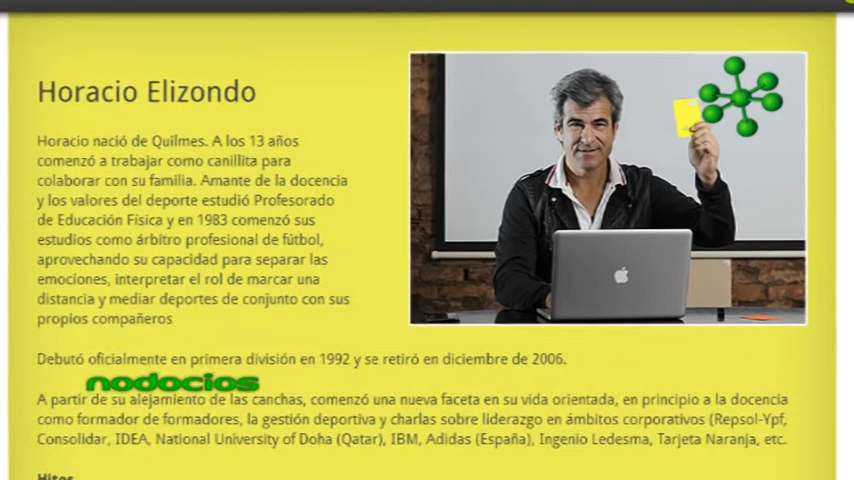 Horacio Elizondo
Horacio nació de Quilmes. A los 13 años
comenzó a trabajar como canillita para
colaborar con su familia. Amante de la docencia
y los valores del deporte estudió Profesorado
de Educación Física y en 1983 comenzó sus
estudios como árbitro profesional de fútbol,
aprovechando su capacidad para separar las
emociones, interpretar el rol de marcar una
distancia y mediar deportes de conjunto con sus
propios compañeros
Debutó oficialmente en primera división en 1992 y se retiró en diciembre de 2006.
nodocios
A partir de su alejamiento de las canchas, comenzó una nueva faceta en su vida orientada, en principio a la docencia
como formador de formadores, la gestión deportiva y charlas sobre liderazgo en ámbitos corporativos (Repsol-Ypf,
Consolidar, IDEA, National University of Doha (Qatar), IBM, Adidas (España), Ingenio Ledesma, Tarjeta Naranja, etc.
Hitos